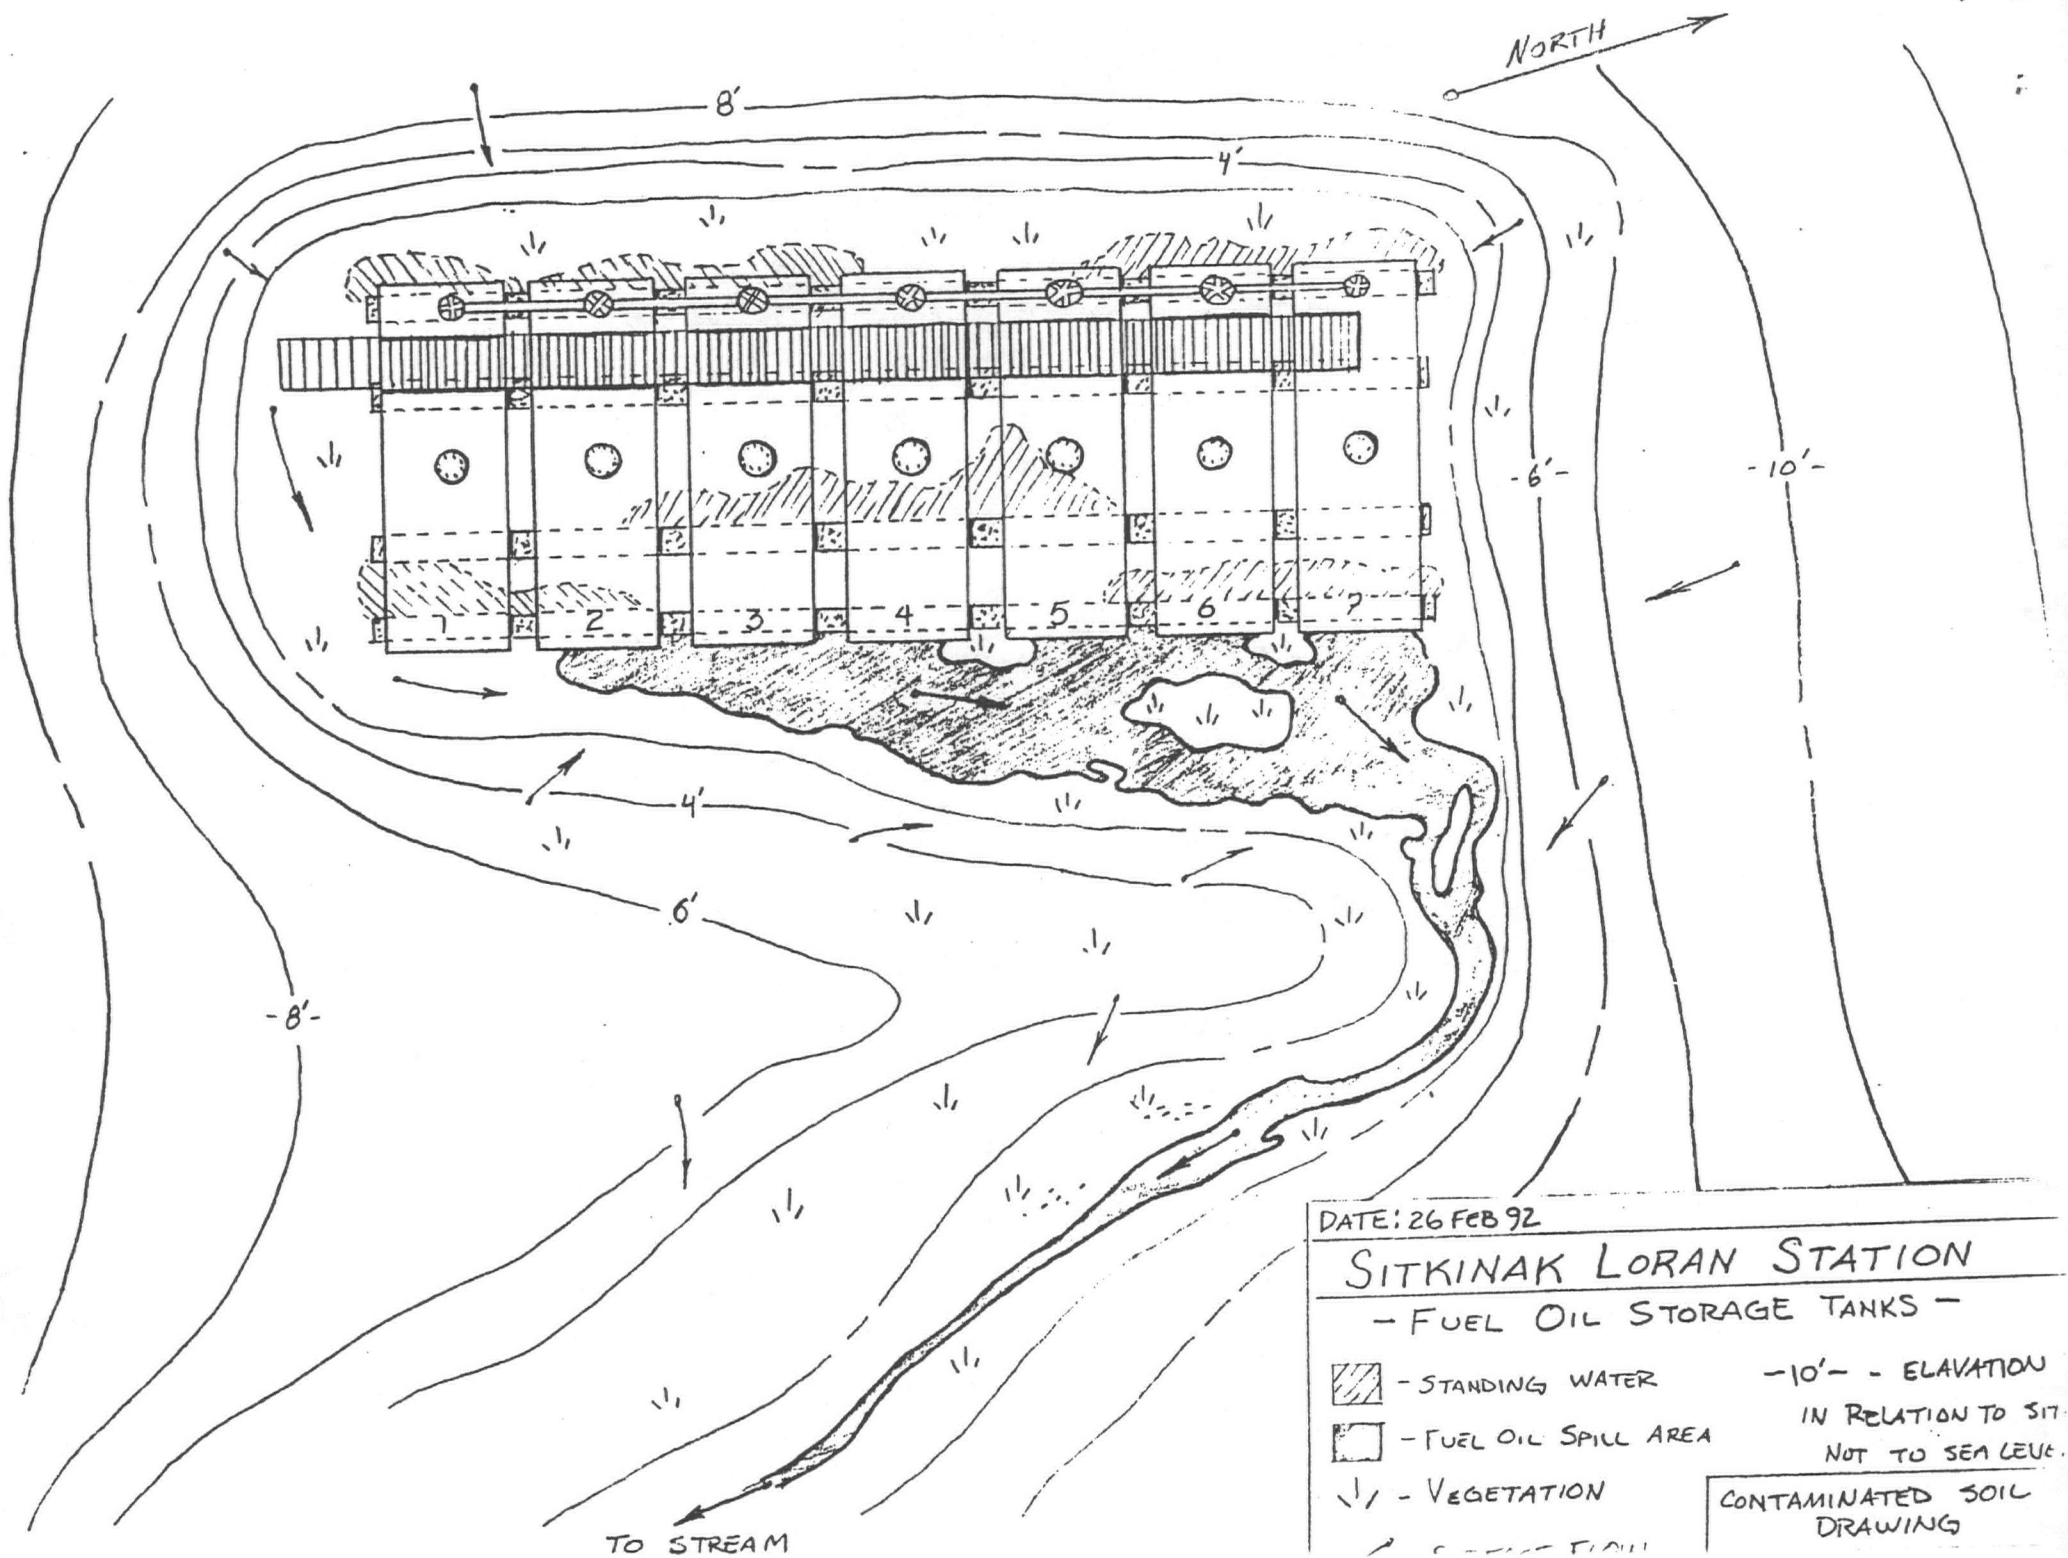 NORTH
8'
4'
-6'-
-10'-
1 2 3 4 5 6 7
4'
6'
-8'-
TO STREAM
DATE: 26 FEB 92
SITKINAK LORAN STATION
- FUEL OIL STORAGE TANKS -
- STANDING WATER
- FUEL OIL SPILL AREA
- VEGETATION
-10'- - ELAVATION
IN RELATION TO SIT
NOT TO SEA LEVE
CONTAMINATED SOIL
DRAWING